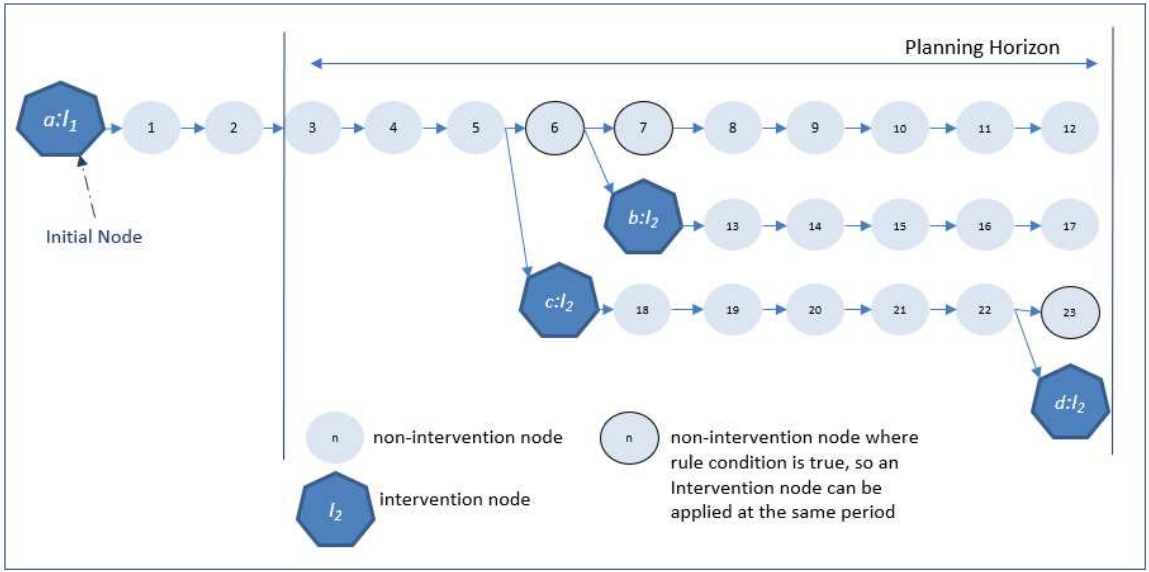 Planning Horizon
a:I1
1
2
3
4
5
6
7
8
9
10
11
12
Initial Node
b:I2
13
14
15
16
17
c:I2
18
19
20
21
22
23
d:I2
n
non-intervention node
I2
intervention node
n
non-intervention node where
rule condition is true, so an
Intervention node can be
applied at the same period